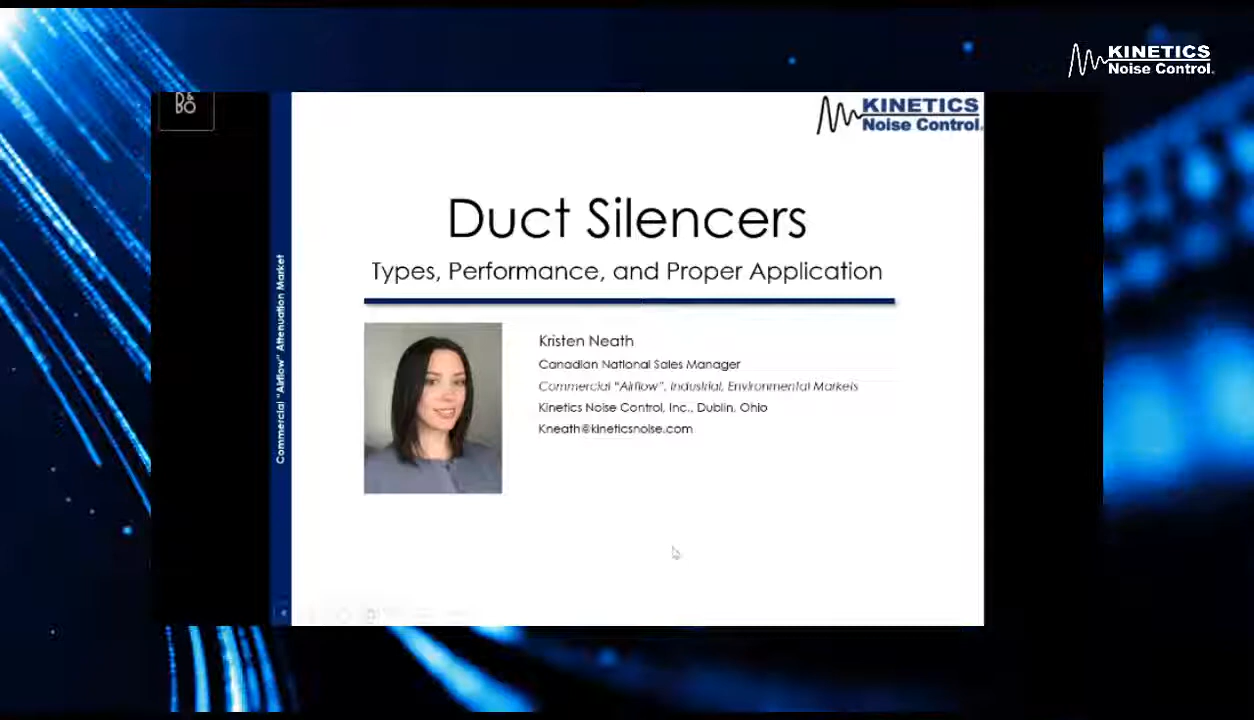 KINETICS
Noise Control.
D&
BO
KINETICS
Noise Control.
Duct Silencers
Types, Performance, and Proper Application
Commercial "Airflow" Attenuation Market
Kristen Neath
Canadian National Sales Manager
Commercial "Airflow", Industrial, Environmental Markets
Kinetics Noise Control, Inc., Dublin, Ohio
Kneath@kineticsnoise.com